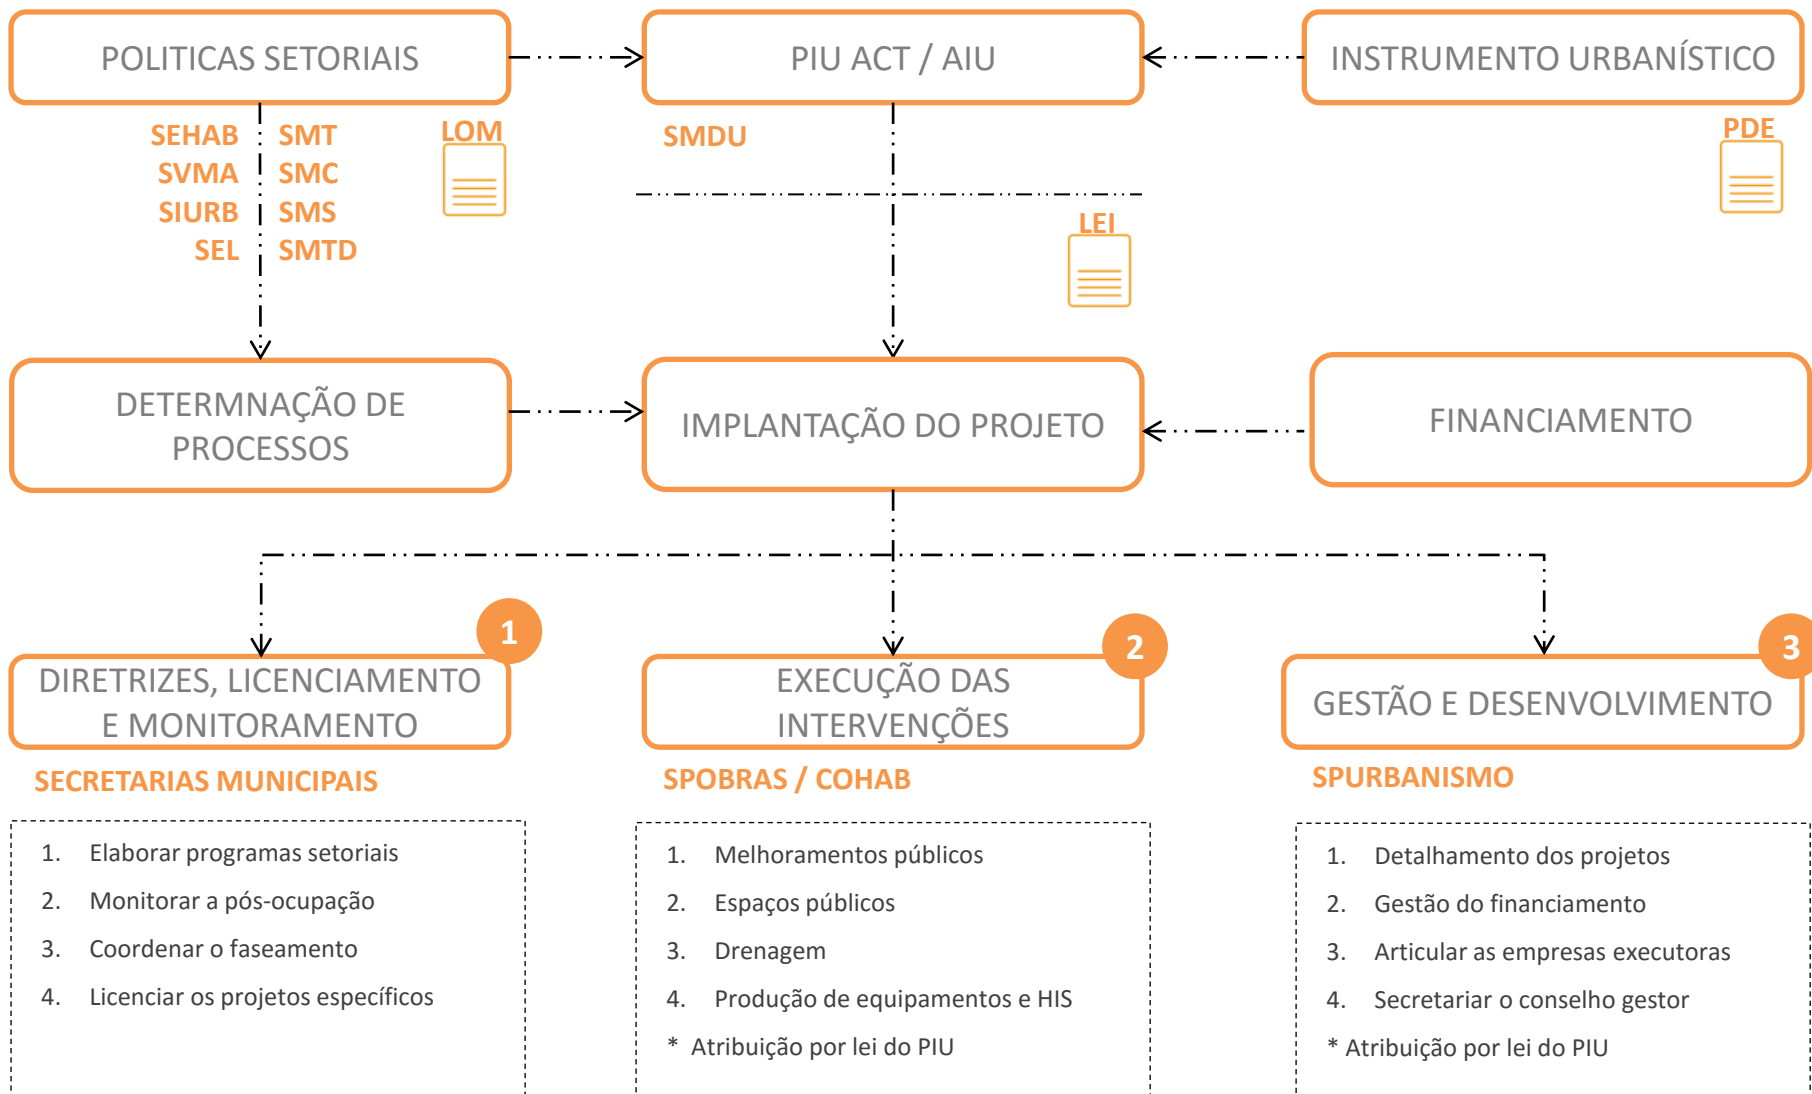 POLITICAS SETORIAIS
PIU ACT / AIU
INSTRUMENTO URBANÍSTICO
SEHAB
SVMA
SIURB
SEL
SMT
SMC
SMS
SMTD
LOM
SMDU
LEI
PDE
DETERMNAÇÃO DE
PROCESSOS
IMPLANTAÇÃO DO PROJETO
FINANCIAMENTO
1
DIRETRIZES, LICENCIAMENTO
E MONITORAMENTO
2
EXECUÇÃO DAS
INTERVENÇÕES
3
GESTÃO E DESENVOLVIMENTO
SECRETARIAS MUNICIPAIS
1. Elaborar programas setoriais
2. Monitorar a pós-ocupação
3. Coordenar o faseamento
4. Licenciar os projetos específicos
SPOBRAS / COHAB
1. Melhoramentos públicos
2. Espaços públicos
3. Drenagem
4. Produção de equipamentos e HIS
* Atribuição por lei do PIU
SPURBANISMO
1. Detalhamento dos projetos
2. Gestão do financiamento
3. Articular as empresas executoras
4. Secretariar o conselho gestor
* Atribuição por lei do PIU